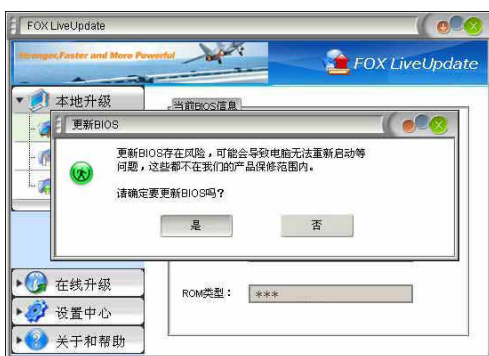 FOX LiveUpdate
Stronger,Faster and More Powerful
FOX LiveUpdate
本地升级
当前BIOS信息
更新BIOS
更新BIOS存在风险，可能会导致电脑无法重新启动等
问题，这些都不在我们的产品保修范围内。
请确定要更新BIOS吗？
是
否
在线升级
ROM类型：
***
设置中心
关于和帮助